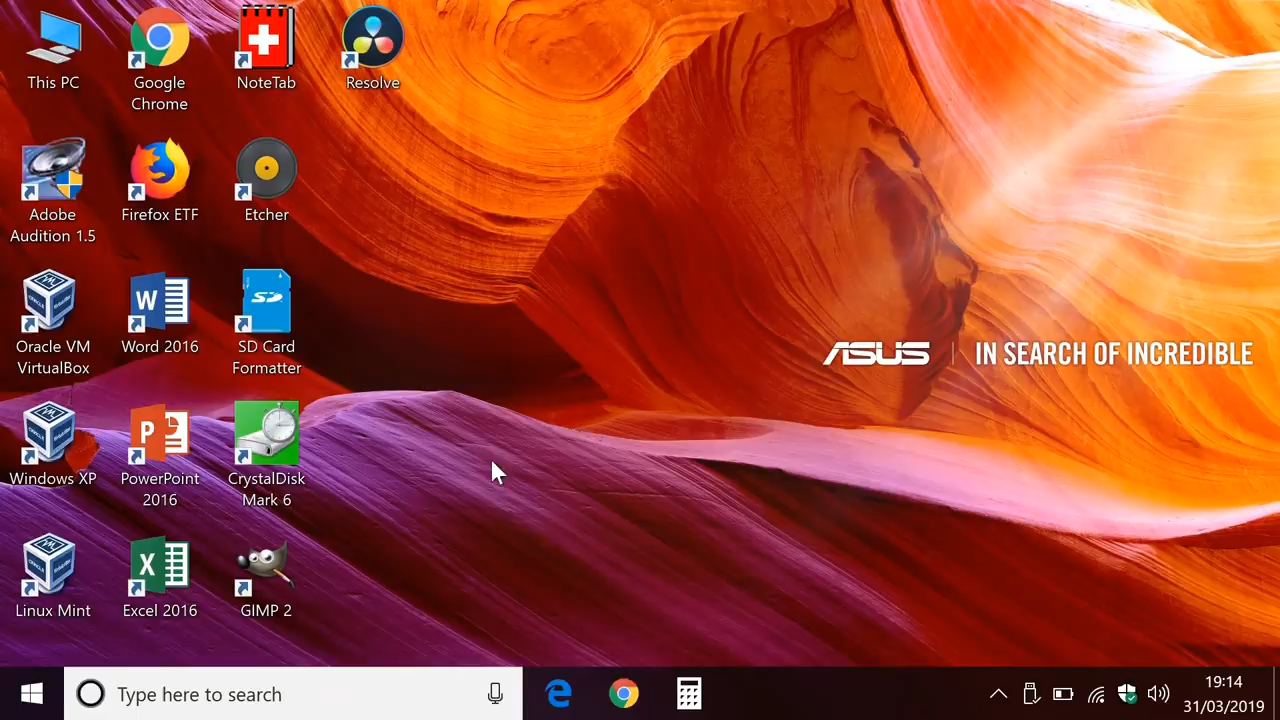 This PC
Google
Chrome
NoteTab
Resolve
Adobe
Audition 1.5
Firefox ETF
Etcher
Oracle VM
VirtualBox
Word 2016
SD Card
Formatter
Windows XP
PowerPoint
2016
CrystalDisk
Mark 6
Linux Mint
Excel 2016
GIMP 2
ASUS | IN SEARCH OF INCREDIBLE
Type here to search
19:14
31/03/2019